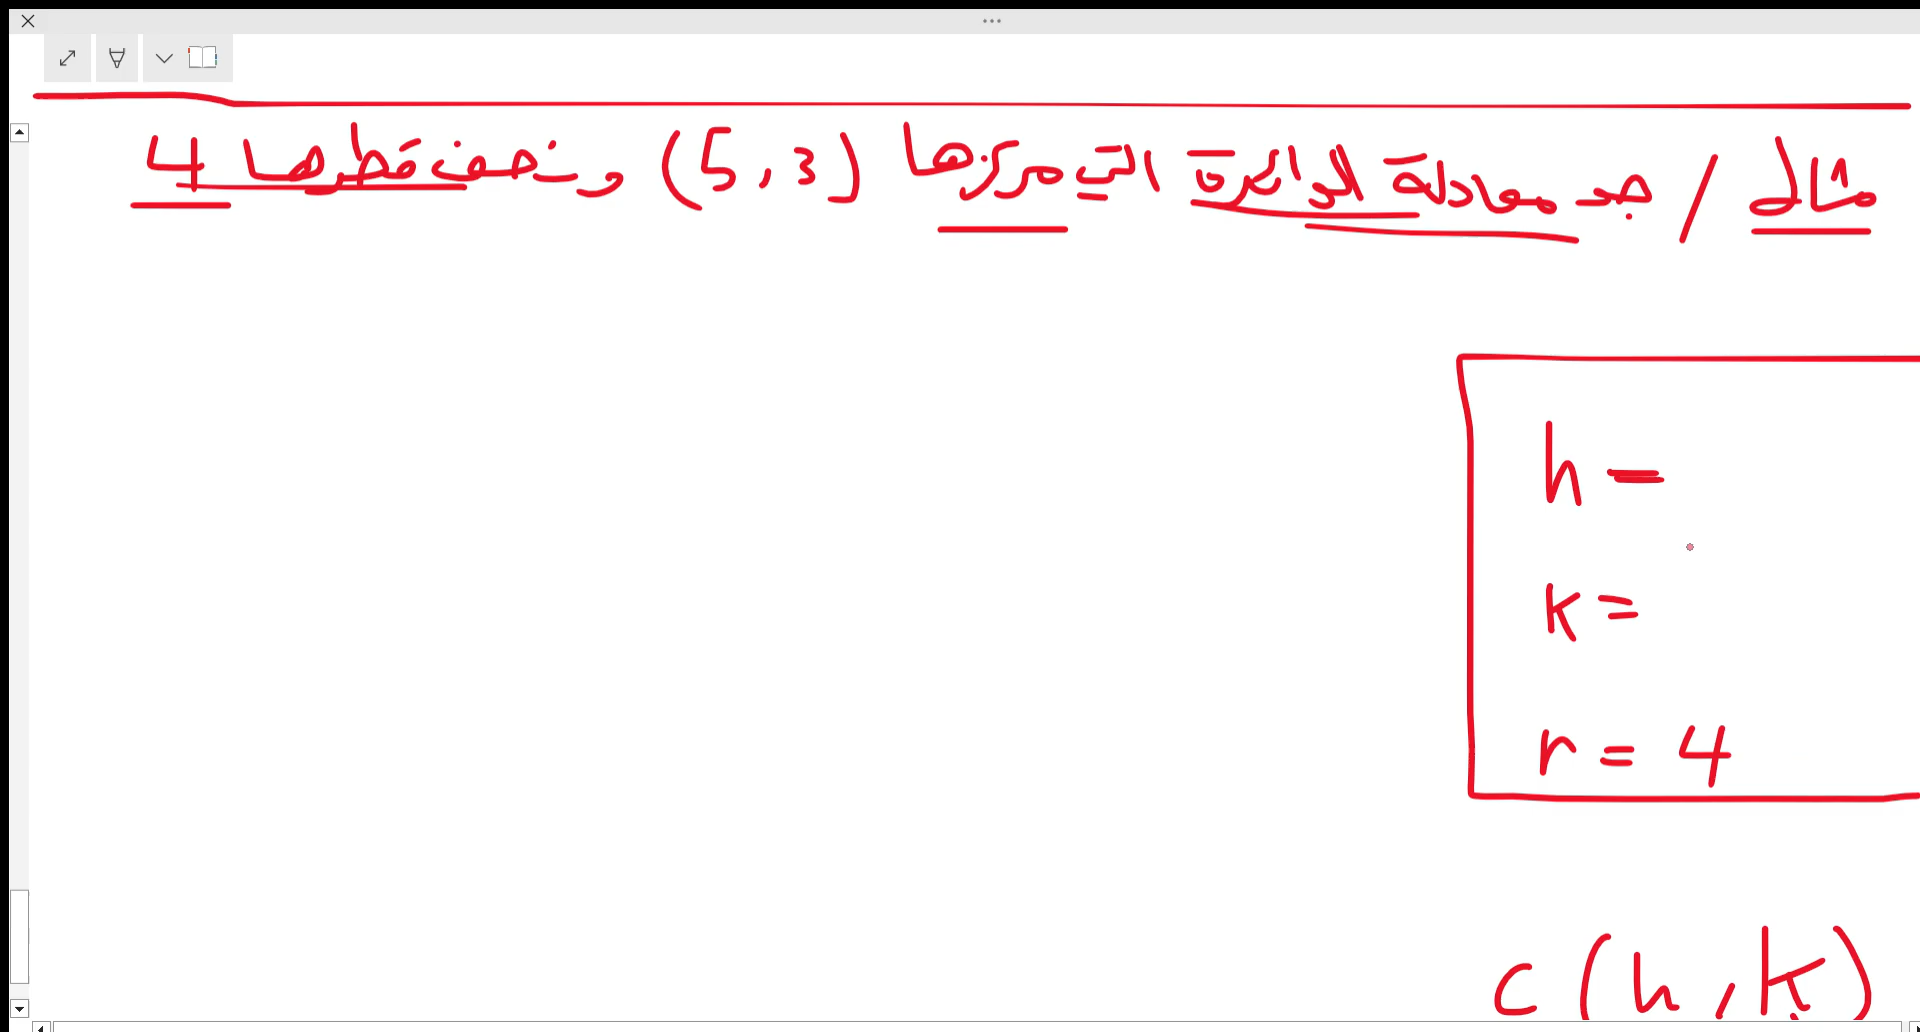 مثال / جد معادلة الدائرة التي مركزها (5,3) ونصف قطرها 4
h =
k =
r = 4
c (h, k)